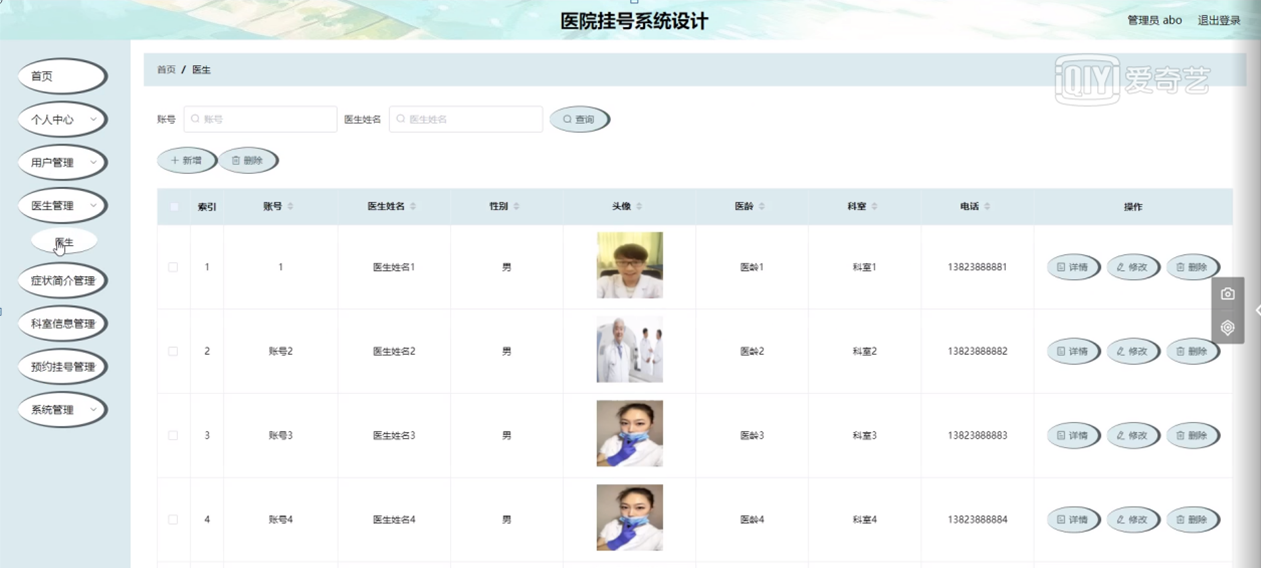 医院挂号系统设计
管理员 abo 退出登录
首页
个人中心
用户管理
医生管理
医生
症状简介管理
科室信息管理
预约挂号管理
系统管理
首页 / 医生
iQIYI 爱奇艺
账号 账号 医生姓名 医生姓名 查询
新增 删除
索引 账号 医生姓名 性别 头像 医龄 科室 电话 操作
1 1 医生姓名1 男 医龄1 科室1 13823888881 详情 修改 删除
2 账号2 医生姓名2 男 医龄2 科室2 13823888882 详情 修改 删除
3 账号3 医生姓名3 男 医龄3 科室3 13823888883 详情 修改 删除
4 账号4 医生姓名4 男 医龄4 科室4 13823888884 详情 修改 删除